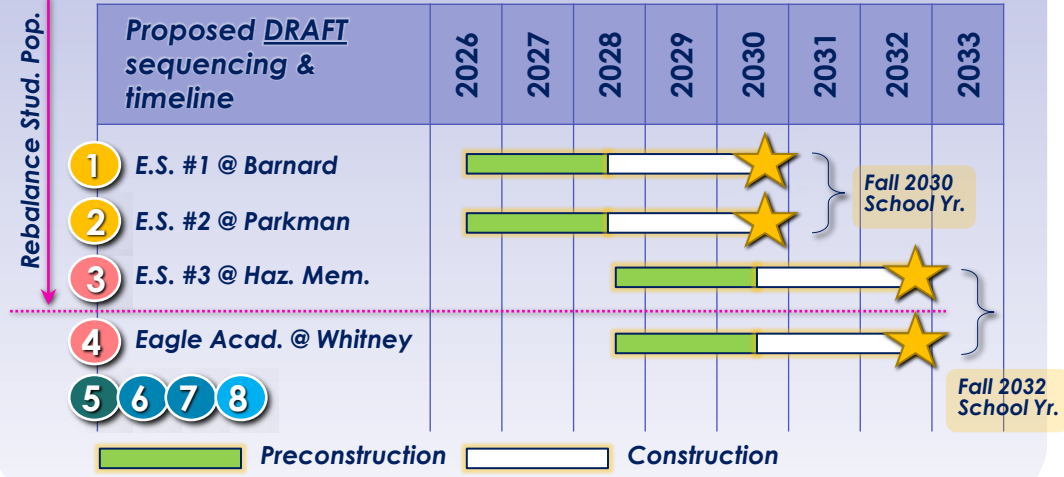 Rebalance Stud. Pop.
Proposed DRAFT
sequencing &
timeline
2026
2027
2028
2029
2030
2031
2032
2033
1 E.S. #1 @ Barnard
2 E.S. #2 @ Parkman
Fall 2030
School Yr.
3 E.S. #3 @ Haz. Mem.
4 Eagle Acad. @ Whitney
5 6 7 8
Fall 2032
School Yr.
Preconstruction
Construction